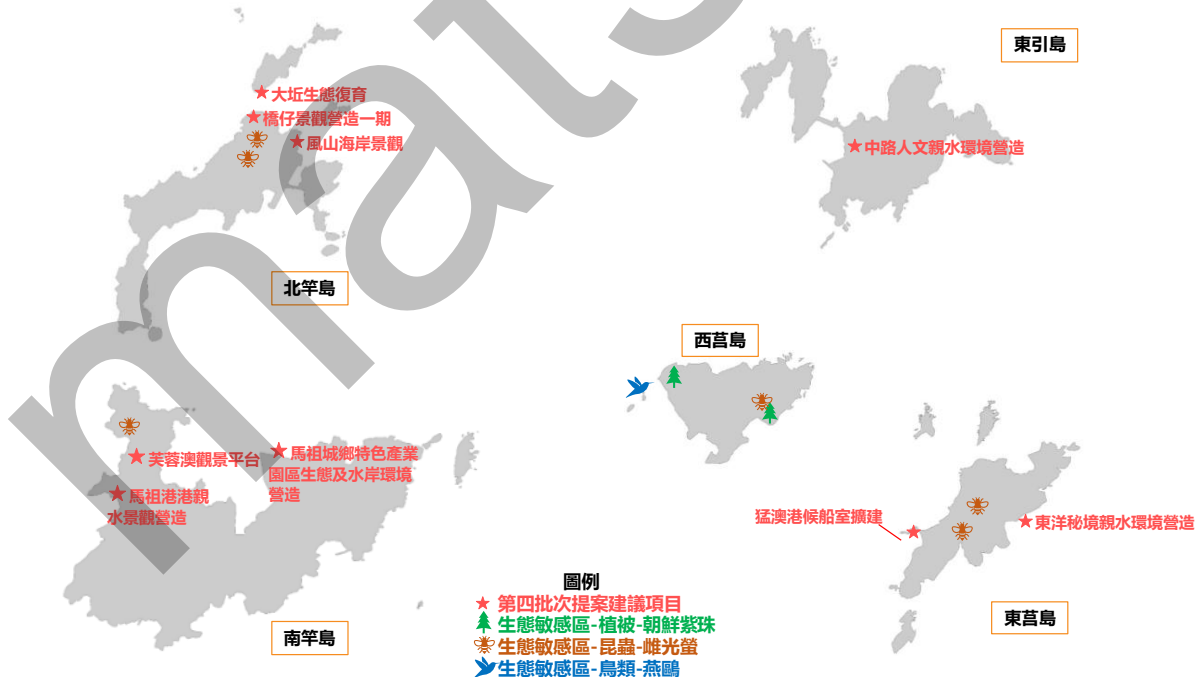 東引島
大坵生態復育
橋仔景觀營造一期
風山海岸景觀
中路人文親水環境營造
北竿島
西莒島
芙蓉澳觀景平台
馬祖城鄉特色產業
園區生態及水岸環境
營造
馬祖港港親
水景觀營造
猛澳港候船室擴建
東洋秘境親水環境營造
圖例
第四批次提案建議項目
生態敏感區-植被-朝鮮紫珠
生態敏感區-昆蟲-雌光螢
生態敏感區-鳥類-燕鷗
東莒島
南竿島